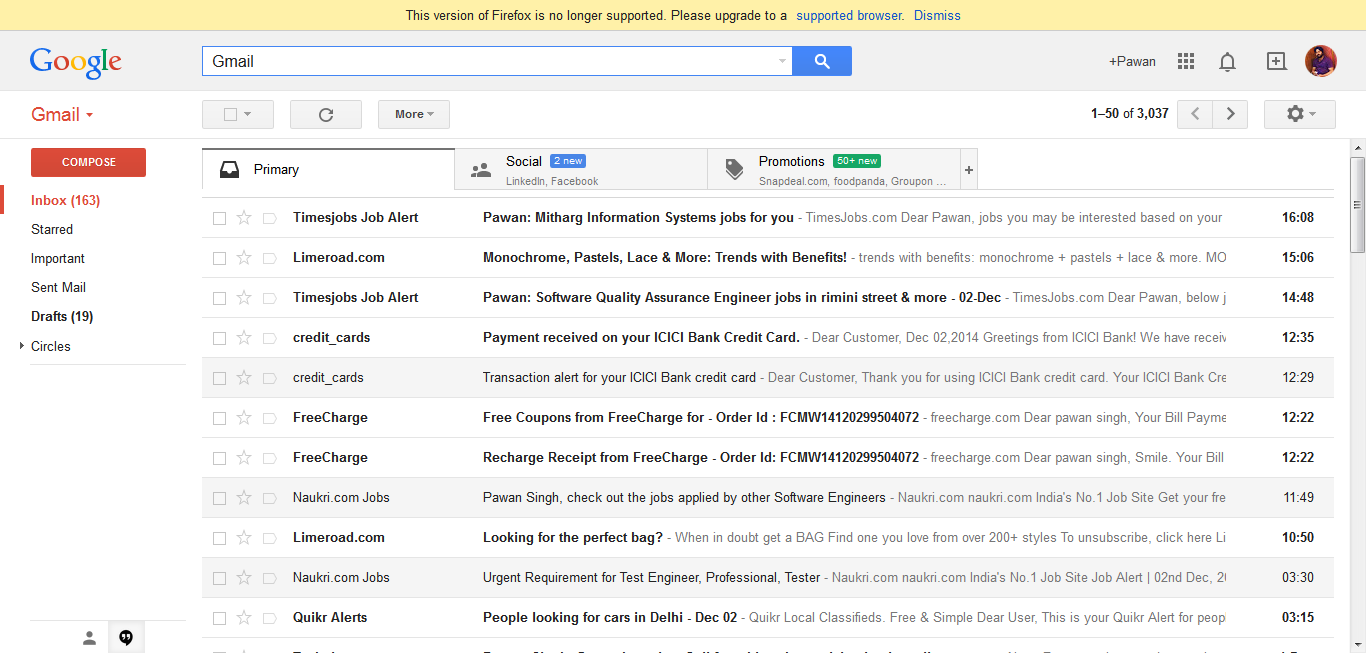 This version of Firefox is no longer supported. Please upgrade to a supported browser. Dismiss
Google
Gmail
+Pawan
Gmail
More
1–50 of 3,037
COMPOSE
Inbox (163)
Starred
Important
Sent Mail
Drafts (19)
Circles
Primary
Social 2 new
LinkedIn, Facebook
Promotions 50+ new
Snapdeal.com, foodpanda, Groupon ...
+
Timesjobs Job Alert Pawan: Mitharg Information Systems jobs for you - TimesJobs.com Dear Pawan, jobs you may be interested based on your 16:08
Limeroad.com Monochrome, Pastels, Lace & More: Trends with Benefits! - trends with benefits: monochrome + pastels + lace & more. MO 15:06
Timesjobs Job Alert Pawan: Software Quality Assurance Engineer jobs in rimini street & more - 02-Dec - TimesJobs.com Dear Pawan, below j 14:48
credit_cards Payment received on your ICICI Bank Credit Card. - Dear Customer, Dec 02,2014 Greetings from ICICI Bank! We have receiv 12:35
credit_cards Transaction alert for your ICICI Bank credit card - Dear Customer, Thank you for using ICICI Bank credit card. Your ICICI Bank Cre 12:29
FreeCharge Free Coupons from FreeCharge for - Order Id : FCMW14120299504072 - freecharge.com Dear pawan singh, Your Bill Payme 12:22
FreeCharge Recharge Receipt from FreeCharge - Order Id: FCMW14120299504072 - freecharge.com Dear pawan singh, Smile. Your Bill 12:22
Naukri.com Jobs Pawan Singh, check out the jobs applied by other Software Engineers - Naukri.com naukri.com India's No.1 Job Site Get your fre 11:49
Limeroad.com Looking for the perfect bag? - When in doubt get a BAG Find one you love from over 200+ styles To unsubscribe, click here Li 10:50
Naukri.com Jobs Urgent Requirement for Test Engineer, Professional, Tester - Naukri.com naukri.com India's No.1 Job Site Job Alert | 02nd Dec, 20 03:30
Quikr Alerts People looking for cars in Delhi - Dec 02 - Quikr Local Classifieds. Free & Simple Dear User, This is your Quikr Alert for peop 03:15